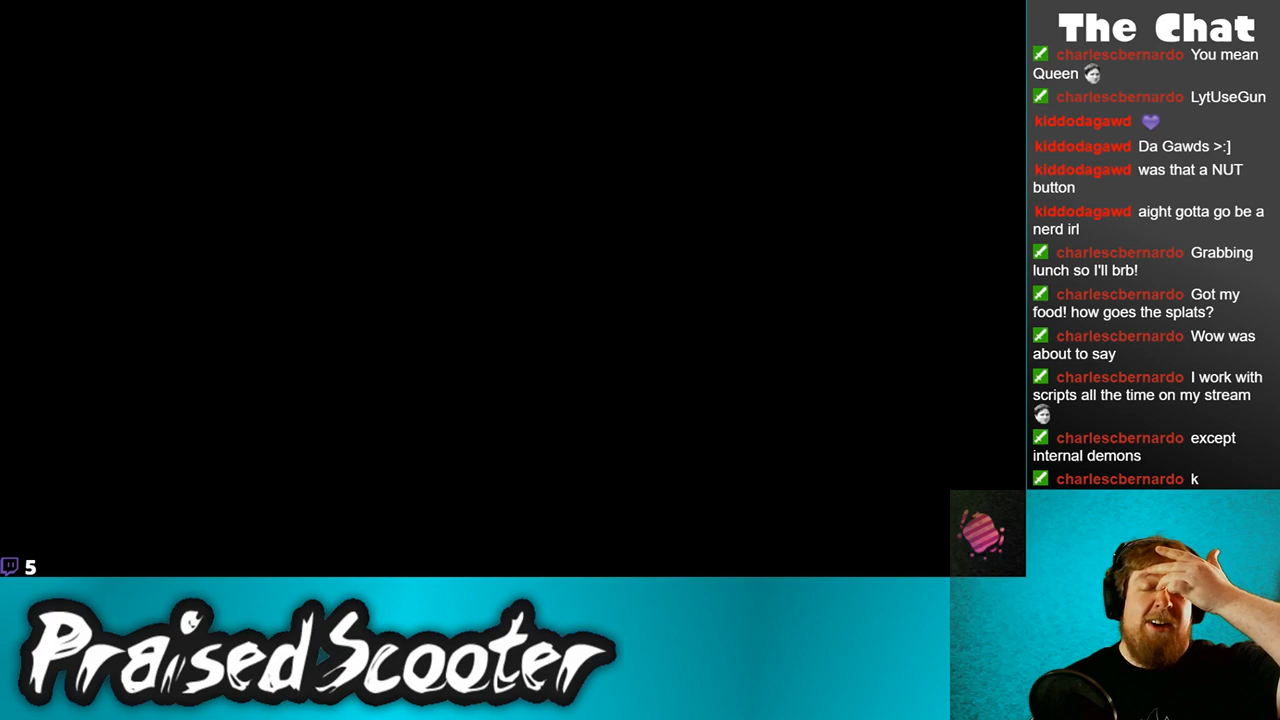 The Chat
charlescbernardo You mean
Queen
charlescbernardo LytUseGun
kiddodagawd
kiddodagawd Da Gawds >:]
kiddodagawd was that a NUT
button
kiddodagawd aight gotta go be a
nerd irl
charlescbernardo Grabbing
lunch so I'll brb!
charlescbernardo Got my
food! how goes the splats?
charlescbernardo Wow was
about to say
charlescbernardo I work with
scripts all the time on my stream
charlescbernardo except
internal demons
charlescbernardo k
5
PraisedScooter